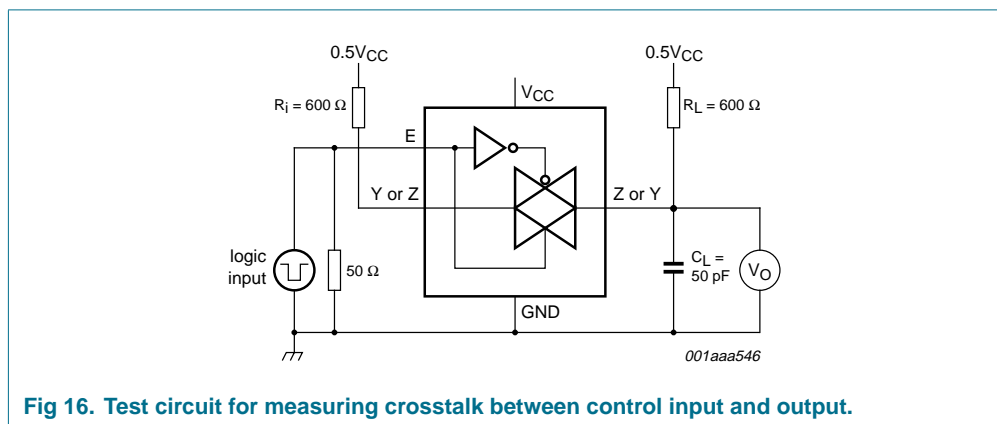 0.5VCC
0.5VCC
Ri = 600 Ω
VCC
RL = 600 Ω
E
Y or Z
Z or Y
logic
input
50 Ω
CL =
50 pF
VO
GND
001aaa546
Fig 16. Test circuit for measuring crosstalk between control input and output.